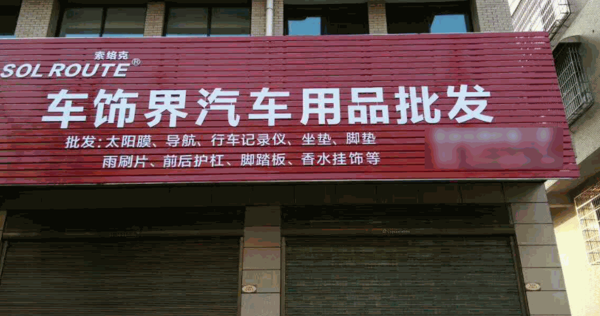 索培克
SOL ROUTE®
车饰界汽车用品批发
批发:太阳膜、导航、行车记录仪、坐垫、脚垫
雨刷片、前后护杠、脚踏板、香水挂饰等